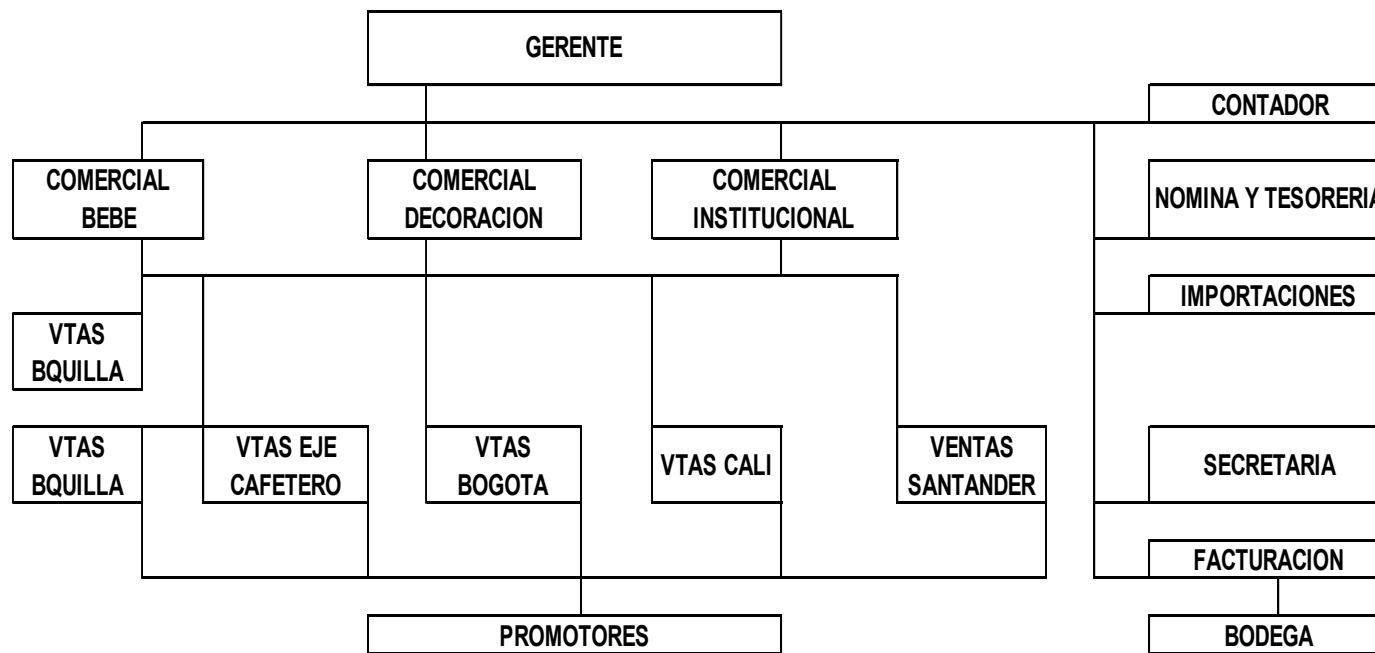 GERENTE
CONTADOR
COMERCIAL
BEBE
COMERCIAL
DECORACION
COMERCIAL
INSTITUCIONAL
NOMINA Y TESORERIA
IMPORTACIONES
VTAS
BQUILLA
VTAS
BQUILLA
VTAS EJE
CAFETERO
VTAS
BOGOTA
VTAS CALI
VENTAS
SANTANDER
SECRETARIA
FACTURACION
PROMOTORES
BODEGA